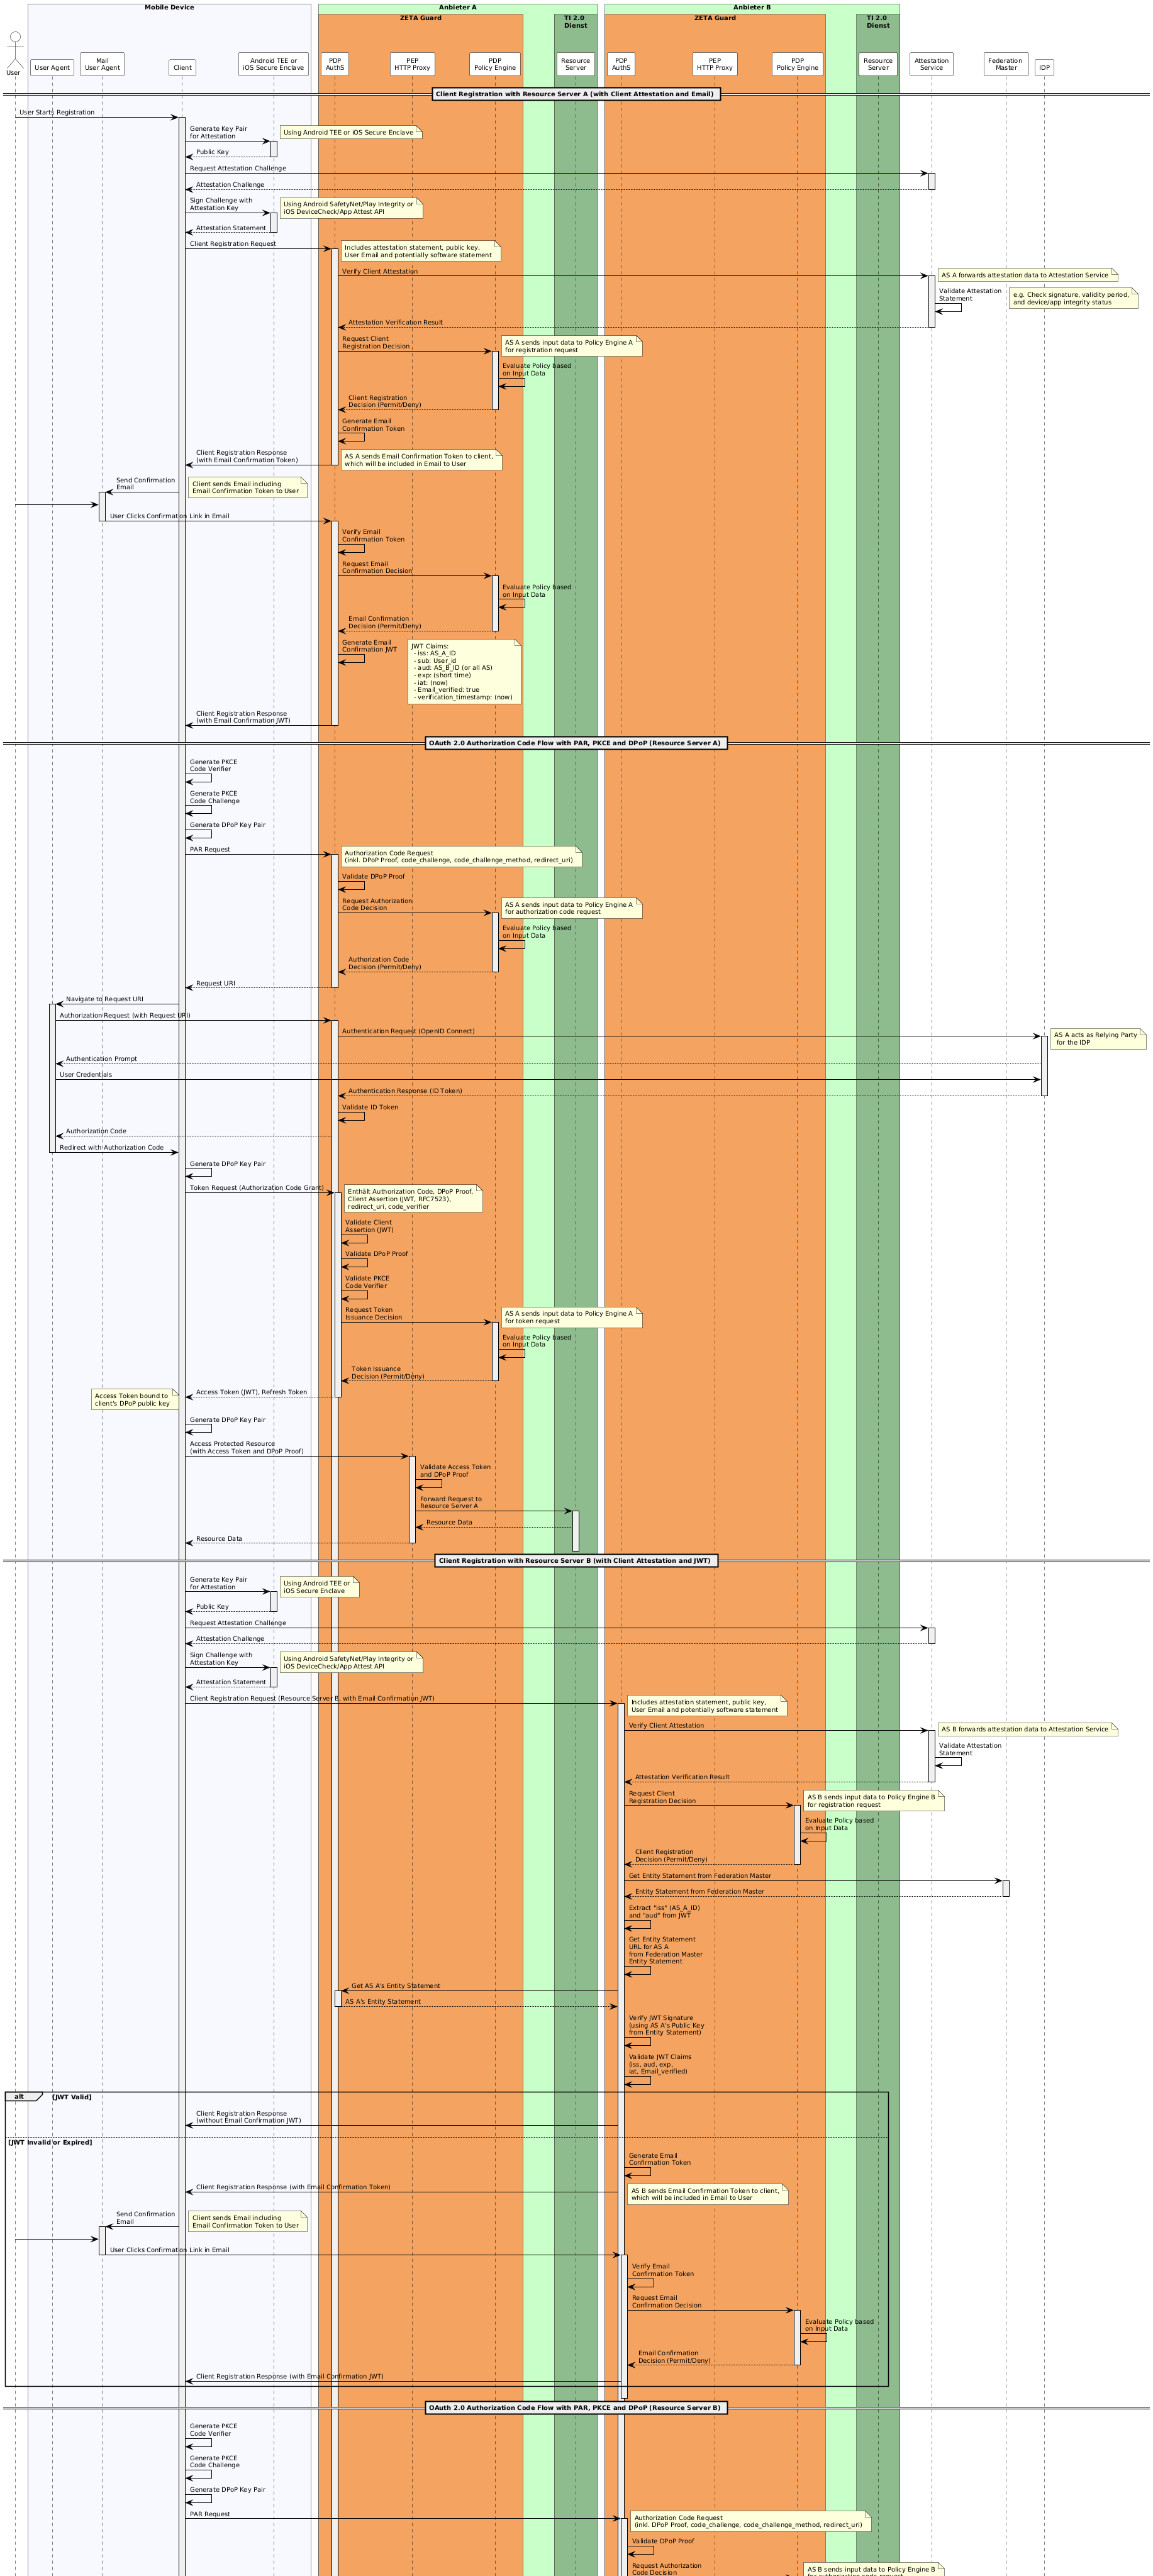 Mobile Device
Anbieter A
Anbieter B
ZETA Guard
TI 2.0
Dienst
ZETA Guard
TI 2.0
Dienst
User
User Agent
Mail
User Agent
Client
Android TEE or
iOS Secure Enclave
PDP
AuthS
PEP
HTTP Proxy
PDP
Policy Engine
Resource
Server
PDP
AuthS
PEP
HTTP Proxy
PDP
Policy Engine
Resource
Server
Attestation
Service
Federation
Master
IDP
Client Registration with Resource Server A (with Client Attestation and Email)
User Starts Registration
Generate Key Pair
for Attestation
Using Android TEE or iOS Secure Enclave
Public Key
Request Attestation Challenge
Attestation Challenge
Sign Challenge with
Attestation Key
Using Android SafetyNet/Play Integrity or
iOS DeviceCheck/App Attest API
Attestation Statement
Client Registration Request
Includes attestation statement, public key,
User Email and potentially software statement
Verify Client Attestation
AS A forwards attestation data to Attestation Service
Validate Attestation
Statement
e.g. Check signature, validity period,
and device/app integrity status
Attestation Verification Result
Request Client
Registration Decision
AS A sends input data to Policy Engine A
for registration request
Evaluate Policy based
on Input Data
Client Registration
Decision (Permit/Deny)
Generate Email
Confirmation Token
Client Registration Response
(with Email Confirmation Token)
AS A sends Email Confirmation Token to client,
which will be included in Email to User
Send Confirmation
Email
Client sends Email including
Email Confirmation Token to User
User Clicks Confirmation Link in Email
Verify Email
Confirmation Token
Request Email
Confirmation Decision
Evaluate Policy based
on Input Data
Email Confirmation
Decision (Permit/Deny)
Generate Email
Confirmation JWT
JWT Claims:
- iss: AS_A_ID
- sub: User_id
- aud: AS_B_ID (or all AS)
- exp: (short time)
- iat: (now)
- Email_verified: true
- verification_timestamp: (now)
Client Registration Response
(with Email Confirmation JWT)
OAuth 2.0 Authorization Code Flow with PAR, PKCE and DPoP (Resource Server A)
Generate PKCE
Code Verifier
Generate PKCE
Code Challenge
Generate DPoP Key Pair
PAR Request
Authorization Code Request
(inkl. DPoP Proof, code_challenge, code_challenge_method, redirect_uri)
Validate DPoP Proof
Request Authorization
Code Decision
AS A sends input data to Policy Engine A
for authorization code request
Evaluate Policy based
on Input Data
Authorization Code
Decision (Permit/Deny)
Request URI
Navigate to Request URI
Authorization Request (with Request URI)
Authentication Request (OpenID Connect)
AS A acts as Relying Party
for the IDP
Authentication Prompt
User Credentials
Authentication Response (ID Token)
Validate ID Token
Authorization Code
Redirect with Authorization Code
Generate DPoP Key Pair
Token Request (Authorization Code Grant)
Enthält Authorization Code, DPoP Proof,
Client Assertion (JWT, RFC7523),
redirect_uri, code_verifier
Validate Client
Assertion (JWT)
Validate DPoP Proof
Validate PKCE
Code Verifier
Request Token
Issuance Decision
AS A sends input data to Policy Engine A
for token request
Evaluate Policy based
on Input Data
Token Issuance
Decision (Permit/Deny)
Access Token (JWT), Refresh Token
Access Token bound to
client's DPoP public key
Generate DPoP Key Pair
Access Protected Resource
(with Access Token and DPoP Proof)
Validate Access Token
and DPoP Proof
Forward Request to
Resource Server A
Resource Data
Resource Data
Client Registration with Resource Server B (with Client Attestation and JWT)
Generate Key Pair
for Attestation
Using Android TEE or
iOS Secure Enclave
Public Key
Request Attestation Challenge
Attestation Challenge
Sign Challenge with
Attestation Key
Using Android SafetyNet/Play Integrity or
iOS DeviceCheck/App Attest API
Attestation Statement
Client Registration Request (Resource Server B, with Email Confirmation JWT)
Includes attestation statement, public key,
User Email and potentially software statement
Verify Client Attestation
AS B forwards attestation data to Attestation Service
Validate Attestation
Statement
Attestation Verification Result
Request Client
Registration Decision
AS B sends input data to Policy Engine B
for registration request
Evaluate Policy based
on Input Data
Client Registration
Decision (Permit/Deny)
Get Entity Statement from Federation Master
Entity Statement from Federation Master
Extract "iss" (AS_A_ID)
and "aud" from JWT
Get Entity Statement
URL for AS A
from Federation Master
Entity Statement
Get AS A's Entity Statement
AS A's Entity Statement
Verify JWT Signature
(using AS A's Public Key
from Entity Statement)
Validate JWT Claims
(iss, aud, exp,
iat, Email_verified)
alt
[JWT Valid]
Client Registration Response
(without Email Confirmation JWT)
[JWT Invalid or Expired]
Generate Email
Confirmation Token
Client Registration Response (with Email Confirmation Token)
AS B sends Email Confirmation Token to client,
which will be included in Email to User
Send Confirmation
Email
Client sends Email including
Email Confirmation Token to User
User Clicks Confirmation Link in Email
Verify Email
Confirmation Token
Request Email
Confirmation Decision
Evaluate Policy based
on Input Data
Email Confirmation
Decision (Permit/Deny)
Client Registration Response (with Email Confirmation JWT)
OAuth 2.0 Authorization Code Flow with PAR, PKCE and DPoP (Resource Server B)
Generate PKCE
Code Verifier
Generate PKCE
Code Challenge
Generate DPoP Key Pair
PAR Request
Authorization Code Request
(inkl. DPoP Proof, code_challenge, code_challenge_method, redirect_uri)
Validate DPoP Proof
Request Authorization
Code Decision
AS B sends input data to Policy Engine B